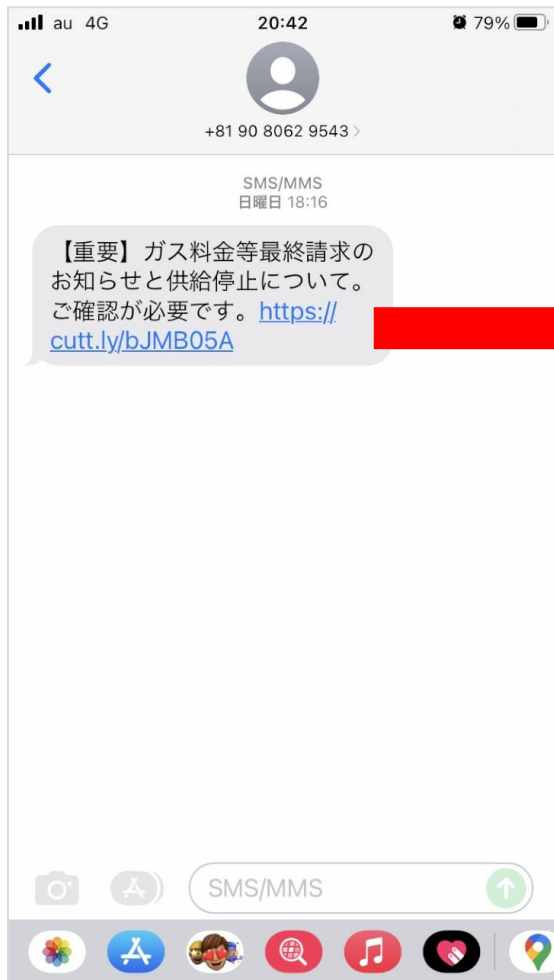 au 4G 20:42 79%
+81 90 8062 9543
SMS/MMS
日曜日 18:16
【重要】ガス料金等最終請求の
お知らせと供給停止について。
ご確認が必要です。https://
cutt.ly/bJMB05A
SMS/MMS